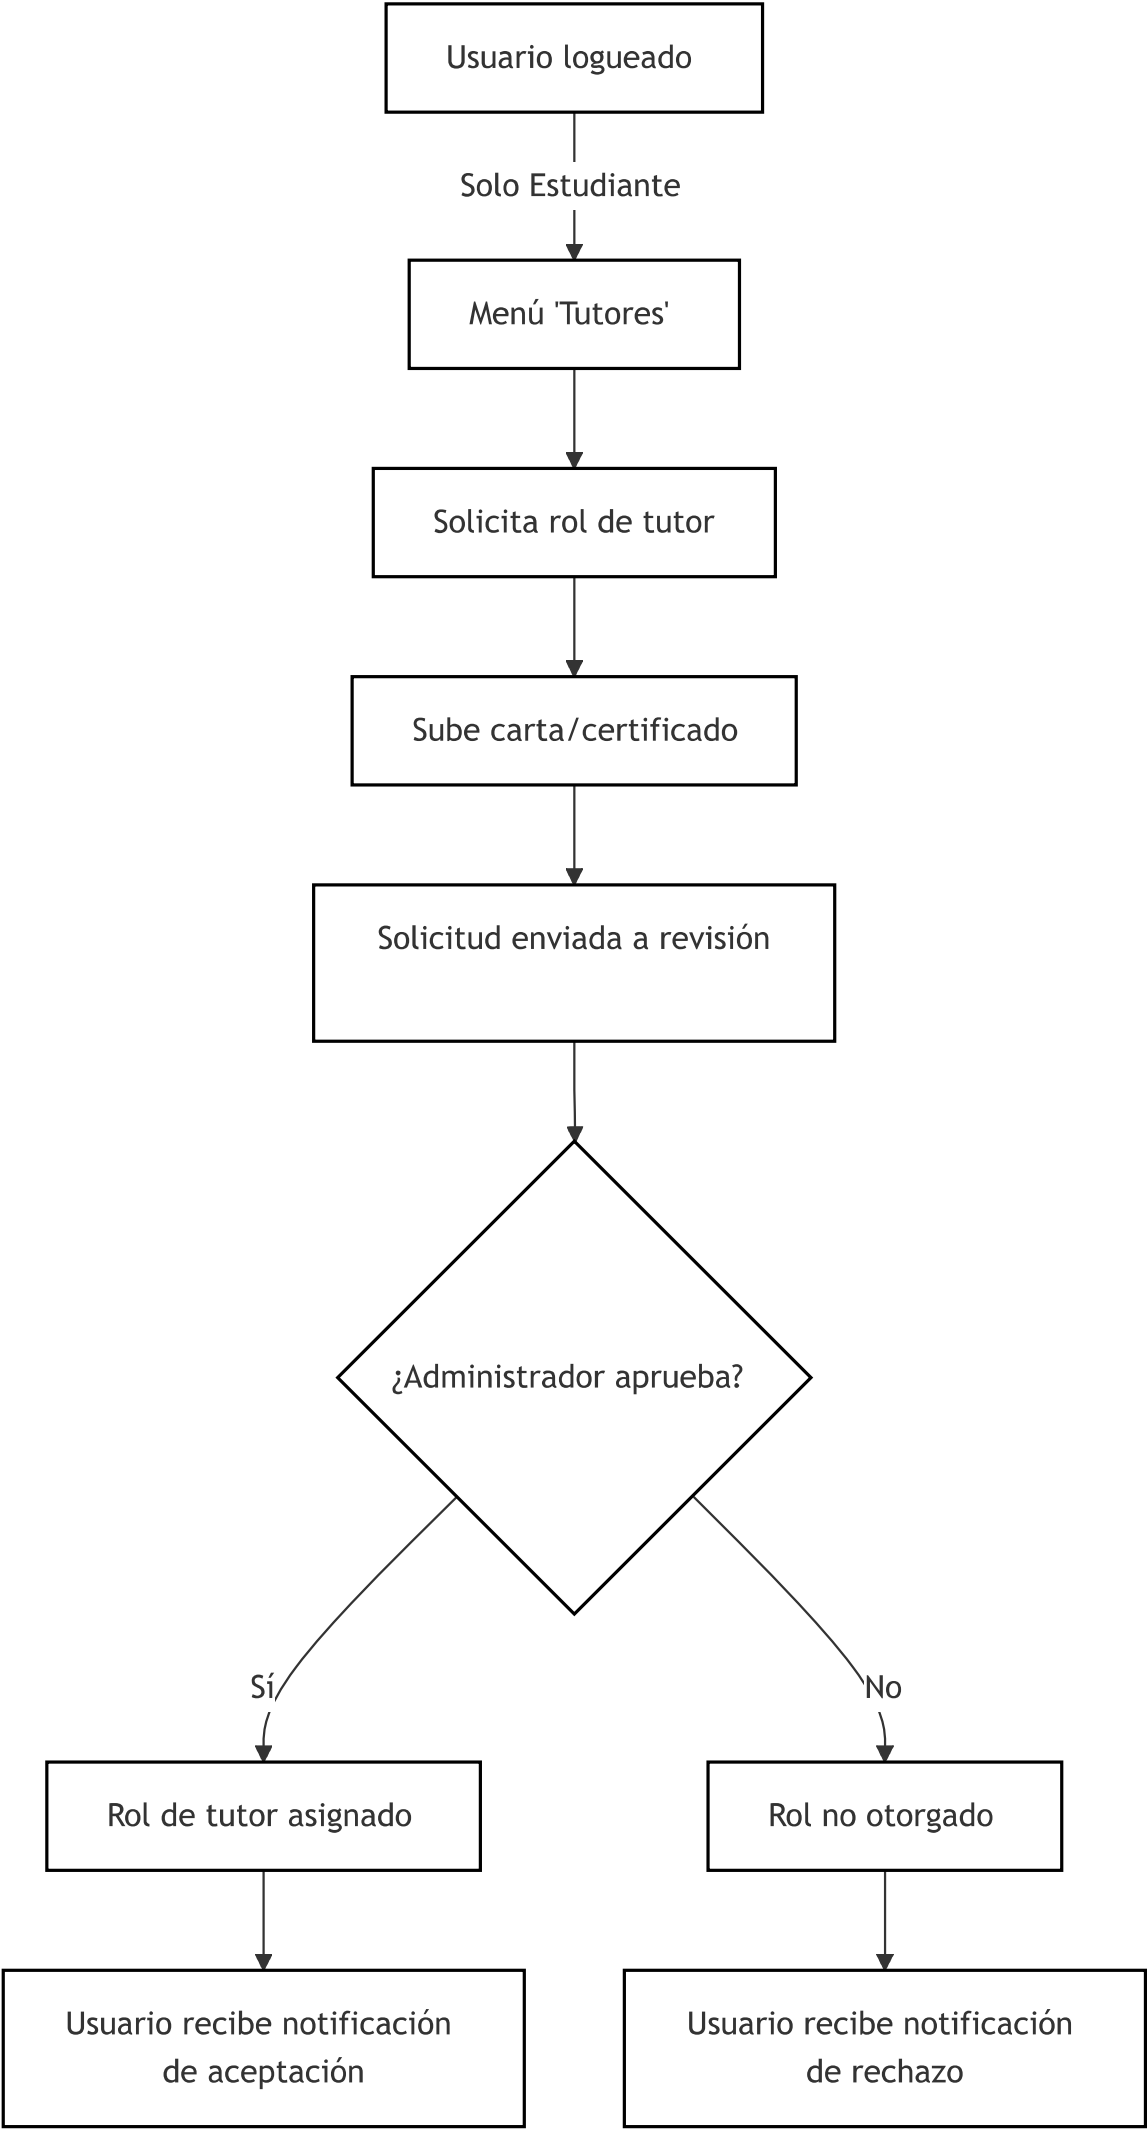 Usuario logueado
Solo Estudiante
Menú 'Tutores'
Solicita rol de tutor
Sube carta/certificado
Solicitud enviada a revisión
¿Administrador aprueba?
Sí
No
Rol de tutor asignado
Rol no otorgado
Usuario recibe notificación
de aceptación
Usuario recibe notificación
de rechazo